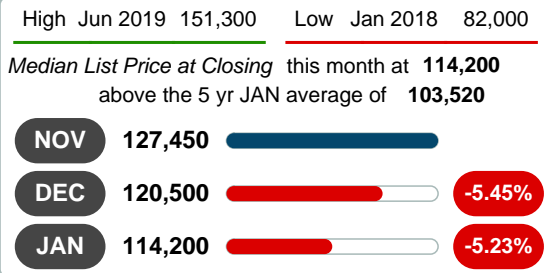 High Jun 2019 151,300 Low Jan 2018 82,000
Median List Price at Closing this month at 114,200
above the 5 yr JAN average of 103,520
NOV 127,450
DEC 120,500 -5.45%
JAN 114,200 -5.23%